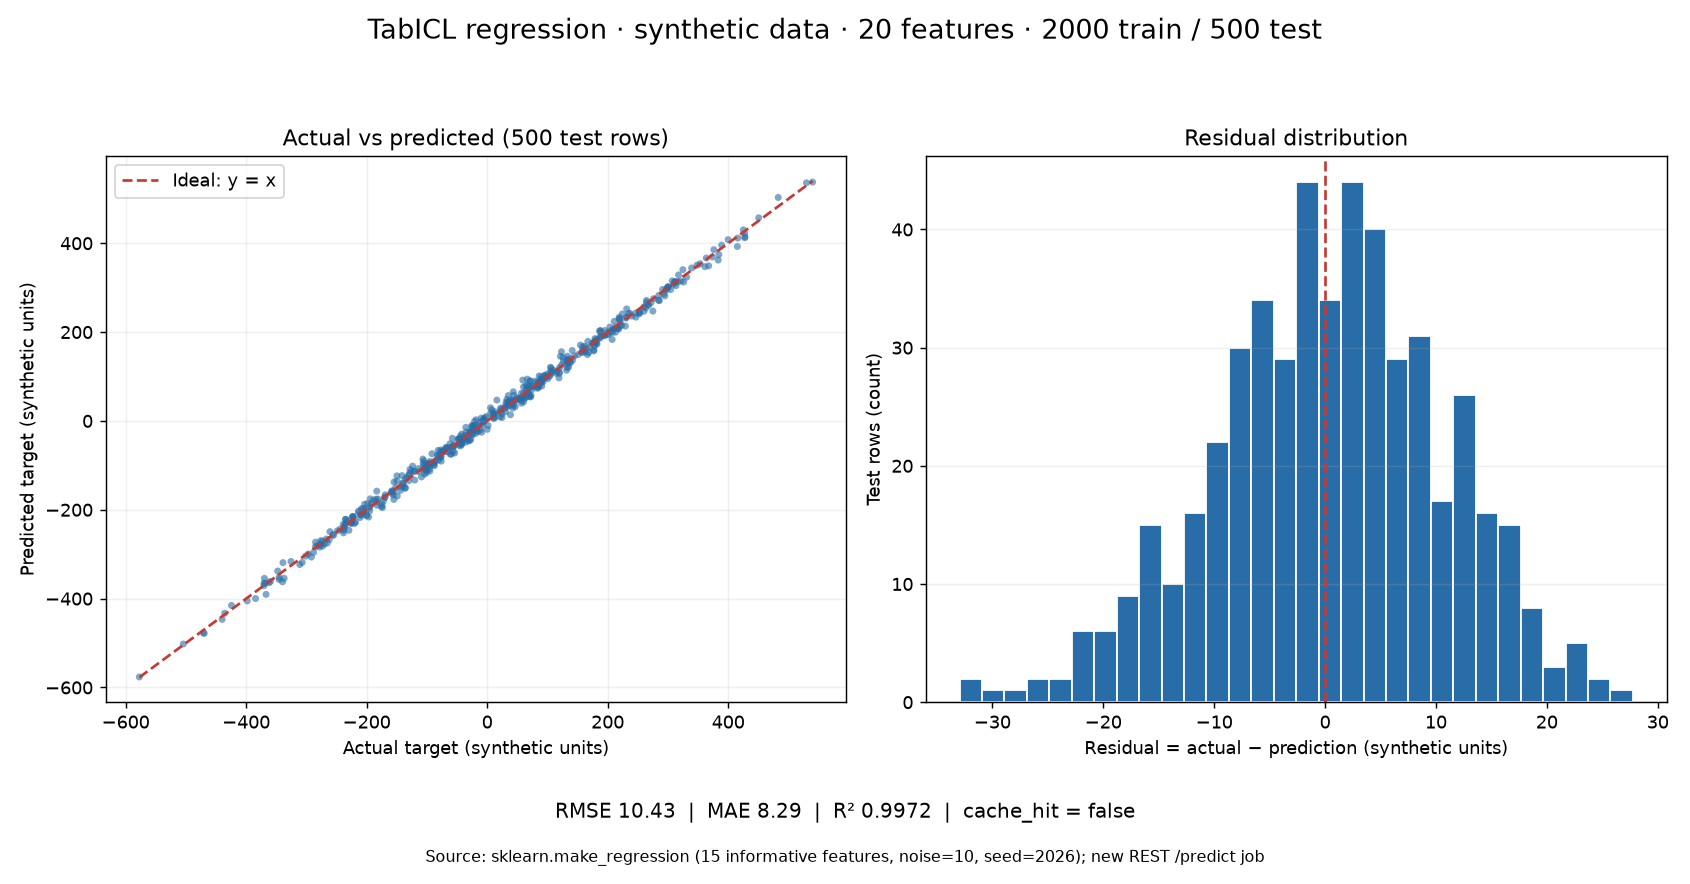 TabICL regression · synthetic data · 20 features · 2000 train / 500 test
Actual vs predicted (500 test rows)
Ideal: y = x
Predicted target (synthetic units)
400
200
0
−200
−400
−600
−600
−400
−200
0
200
400
Actual target (synthetic units)
Residual distribution
Test rows (count)
40
30
20
10
0
−30
−20
−10
0
10
20
30
Residual = actual − prediction (synthetic units)
RMSE 10.43 | MAE 8.29 | R² 0.9972 | cache_hit = false
Source: sklearn.make_regression (15 informative features, noise=10, seed=2026); new REST /predict job